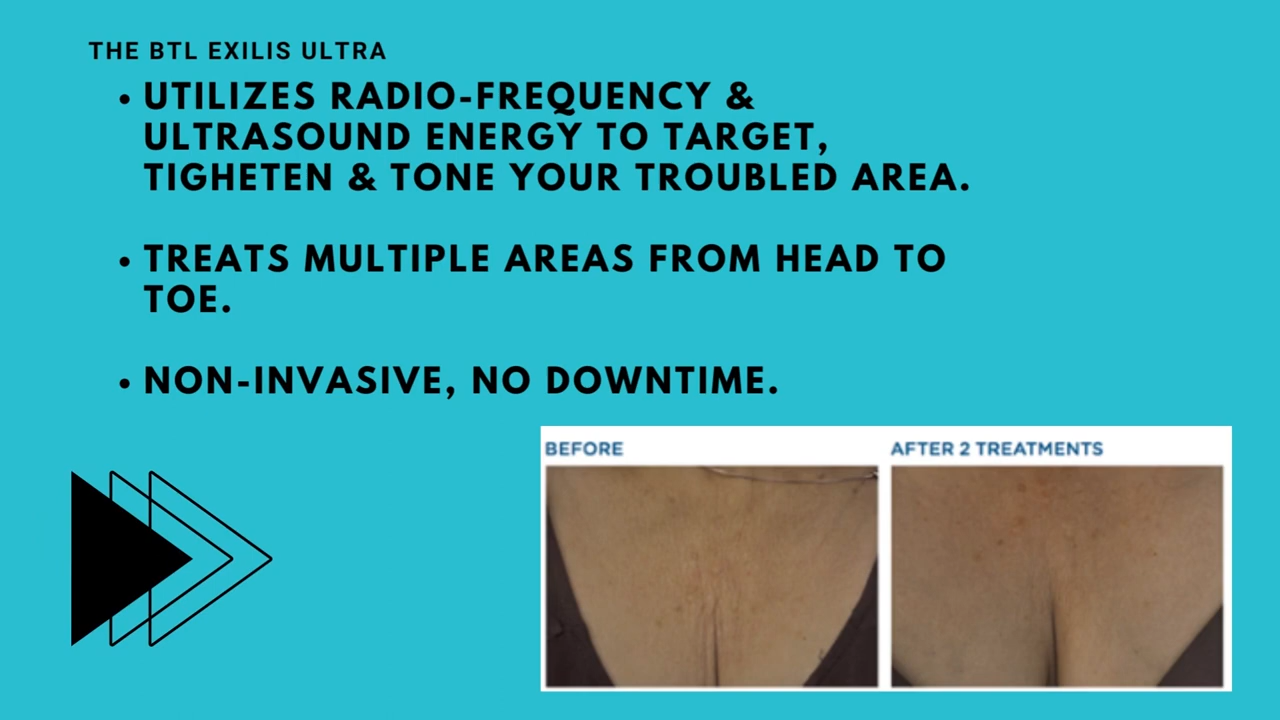 THE BTL EXILIS ULTRA
• UTILIZES RADIO-FREQUENCY &
ULTRASOUND ENERGY TO TARGET,
TIGHETEN & TONE YOUR TROUBLED AREA.
• TREATS MULTIPLE AREAS FROM HEAD TO
TOE.
• NON-INVASIVE, NO DOWNTIME.
BEFORE
AFTER 2 TREATMENTS